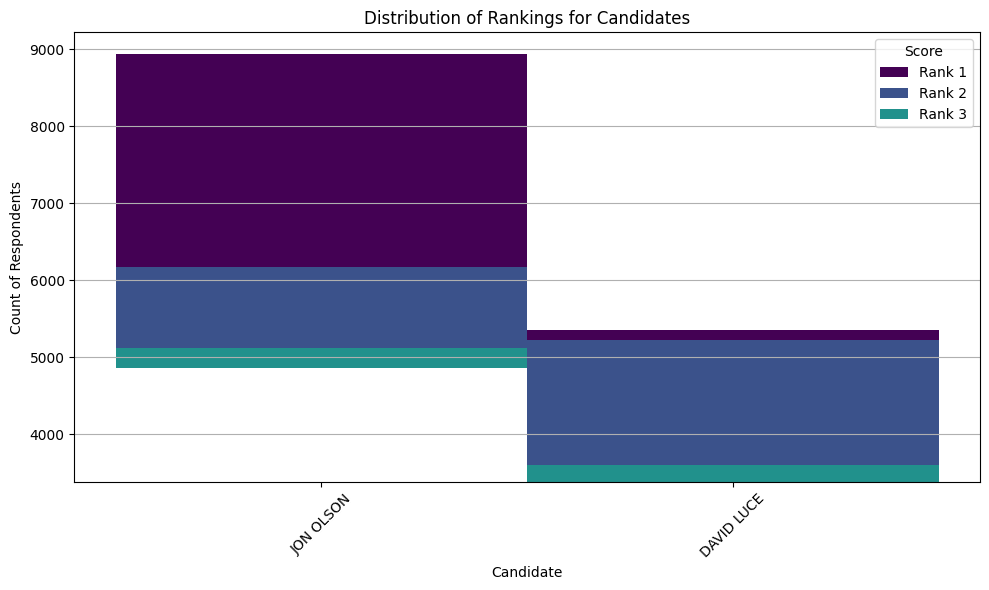 Distribution of Rankings for Candidates
Score
Rank 1
Rank 2
Rank 3
Count of Respondents
9000
8000
7000
6000
5000
4000
JON OLSON
DAVID LUCE
Candidate